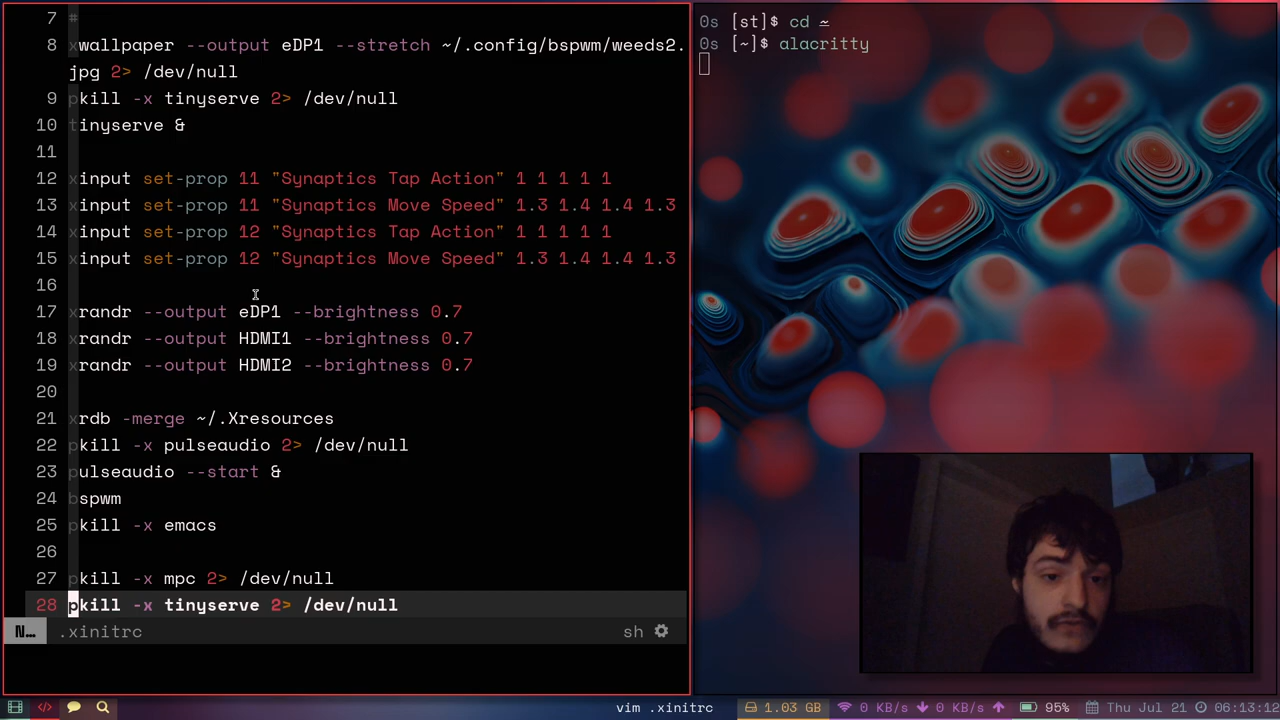 7 #
8 xwallpaper --output eDP1 --stretch ~/.config/bspwm/weeds2.
jpg 2> /dev/null
9 pkill -x tinyserve 2> /dev/null
10 tinyserve &
11
12 xinput set-prop 11 "Synaptics Tap Action" 1 1 1 1 1
13 xinput set-prop 11 "Synaptics Move Speed" 1.3 1.4 1.4 1.3
14 xinput set-prop 12 "Synaptics Tap Action" 1 1 1 1 1
15 xinput set-prop 12 "Synaptics Move Speed" 1.3 1.4 1.4 1.3
16
17 xrandr --output eDP1 --brightness 0.7
18 xrandr --output HDMI1 --brightness 0.7
19 xrandr --output HDMI2 --brightness 0.7
20
21 xrdb -merge ~/.Xresources
22 pkill -x pulseaudio 2> /dev/null
23 pulseaudio --start &
24 bspwm
25 pkill -x emacs
26
27 pkill -x mpc 2> /dev/null
28 pkill -x tinyserve 2> /dev/null
N… .xinitrc sh
0s [st]$ cd ~
0s [~]$ alacritty
</> vim .xinitrc 1.03 GB 0 KB/s 0 KB/s 95% Thu Jul 21 06:13:12